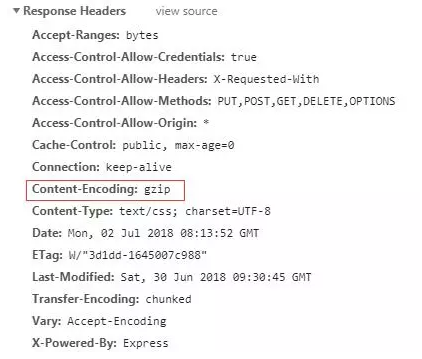 Response Headers view source
Accept-Ranges: bytes
Access-Control-Allow-Credentials: true
Access-Control-Allow-Headers: X-Requested-With
Access-Control-Allow-Methods: PUT,POST,GET,DELETE,OPTIONS
Access-Control-Allow-Origin: *
Cache-Control: public, max-age=0
Connection: keep-alive
Content-Encoding: gzip
Content-Type: text/css; charset=UTF-8
Date: Mon, 02 Jul 2018 08:13:52 GMT
ETag: W/"3d1dd-1645007c988"
Last-Modified: Sat, 30 Jun 2018 09:30:45 GMT
Transfer-Encoding: chunked
Vary: Accept-Encoding
X-Powered-By: Express